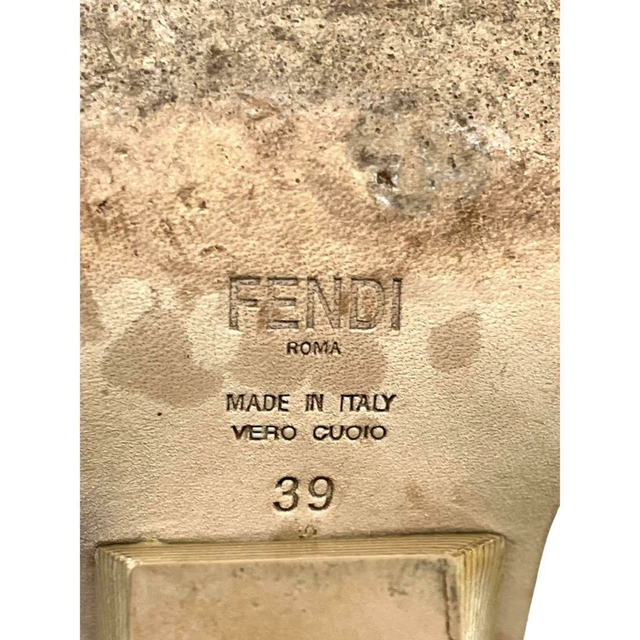 FENDI
ROMA
MADE IN ITALY
VERO CUOIO
39